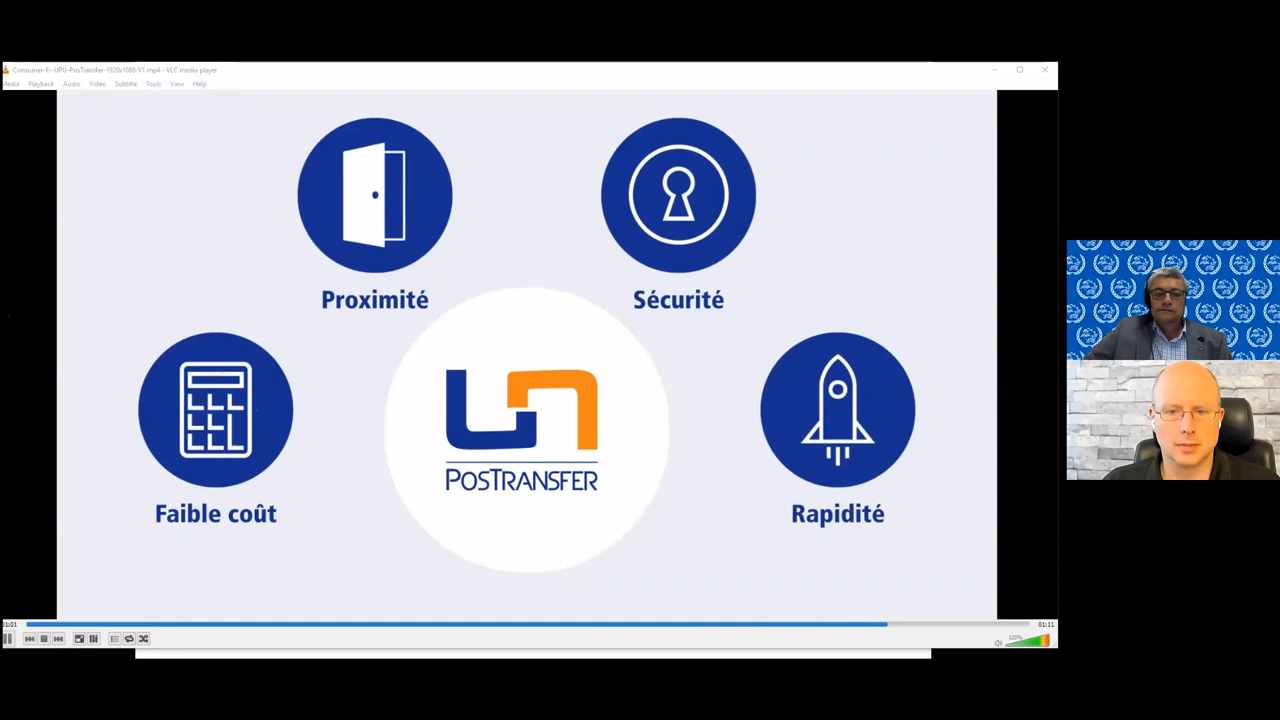 Consumer-Fr-UPU-PosTransfer-1920x1080-V1.mp4 - VLC media player
Media Playback Audio Video Subtitle Tools View Help
Proximité
Sécurité
Faible coût
POSTRANSFER
Rapidité
01:01
01:11
120%